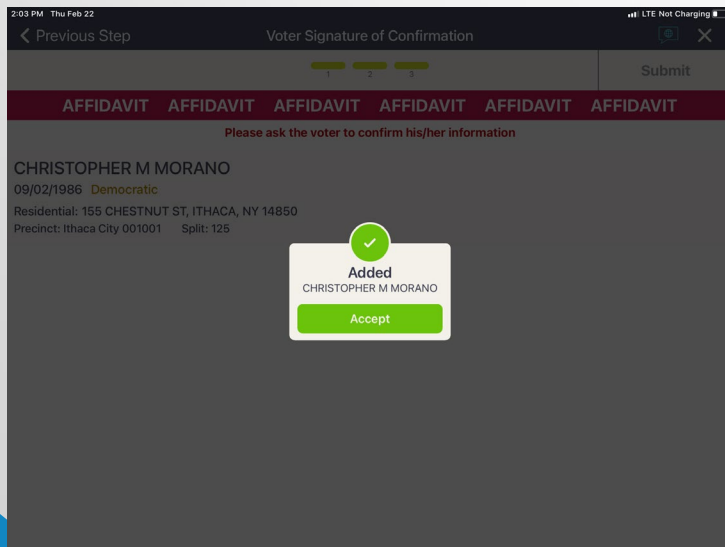 2:03 PM Thu Feb 22
LTE Not Charging
Previous Step
Voter Signature of Confirmation
1 2 3
Submit
AFFIDAVIT AFFIDAVIT AFFIDAVIT AFFIDAVIT AFFIDAVIT AFFIDAVIT
Please ask the voter to confirm his/her information
CHRISTOPHER M MORANO
09/02/1986 Democratic
Residential: 155 CHESTNUT ST, ITHACA, NY 14850
Precinct: Ithaca City 001001 Split: 125
Added
CHRISTOPHER M MORANO
Accept